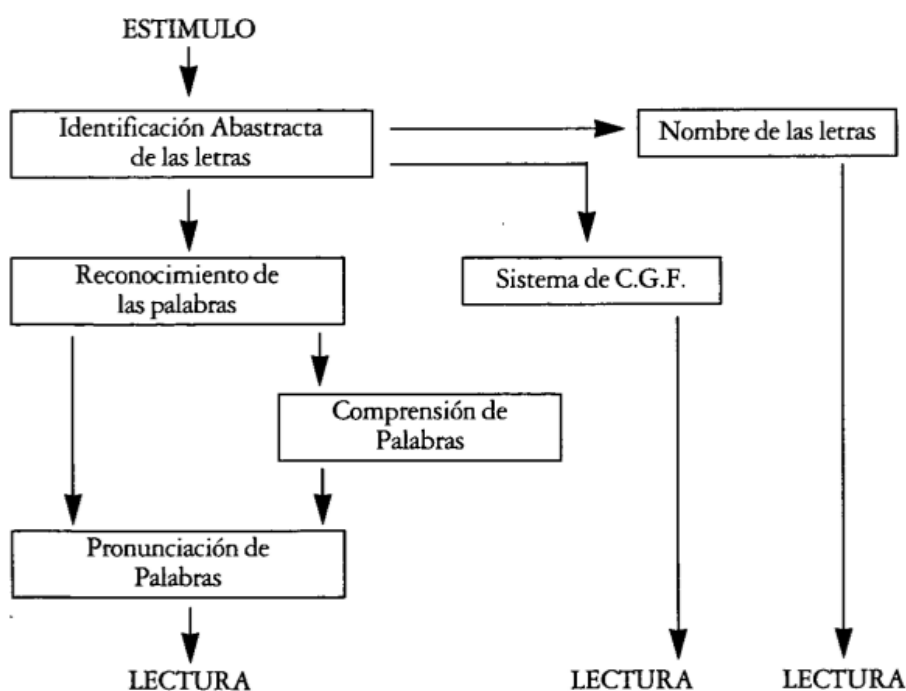 ESTIMULO
Identificación Abastracta
de las letras
Nombre de las letras
Reconocimiento de
las palabras
Sistema de C.G.F.
Comprensión de
Palabras
Pronunciación de
Palabras
LECTURA
LECTURA
LECTURA